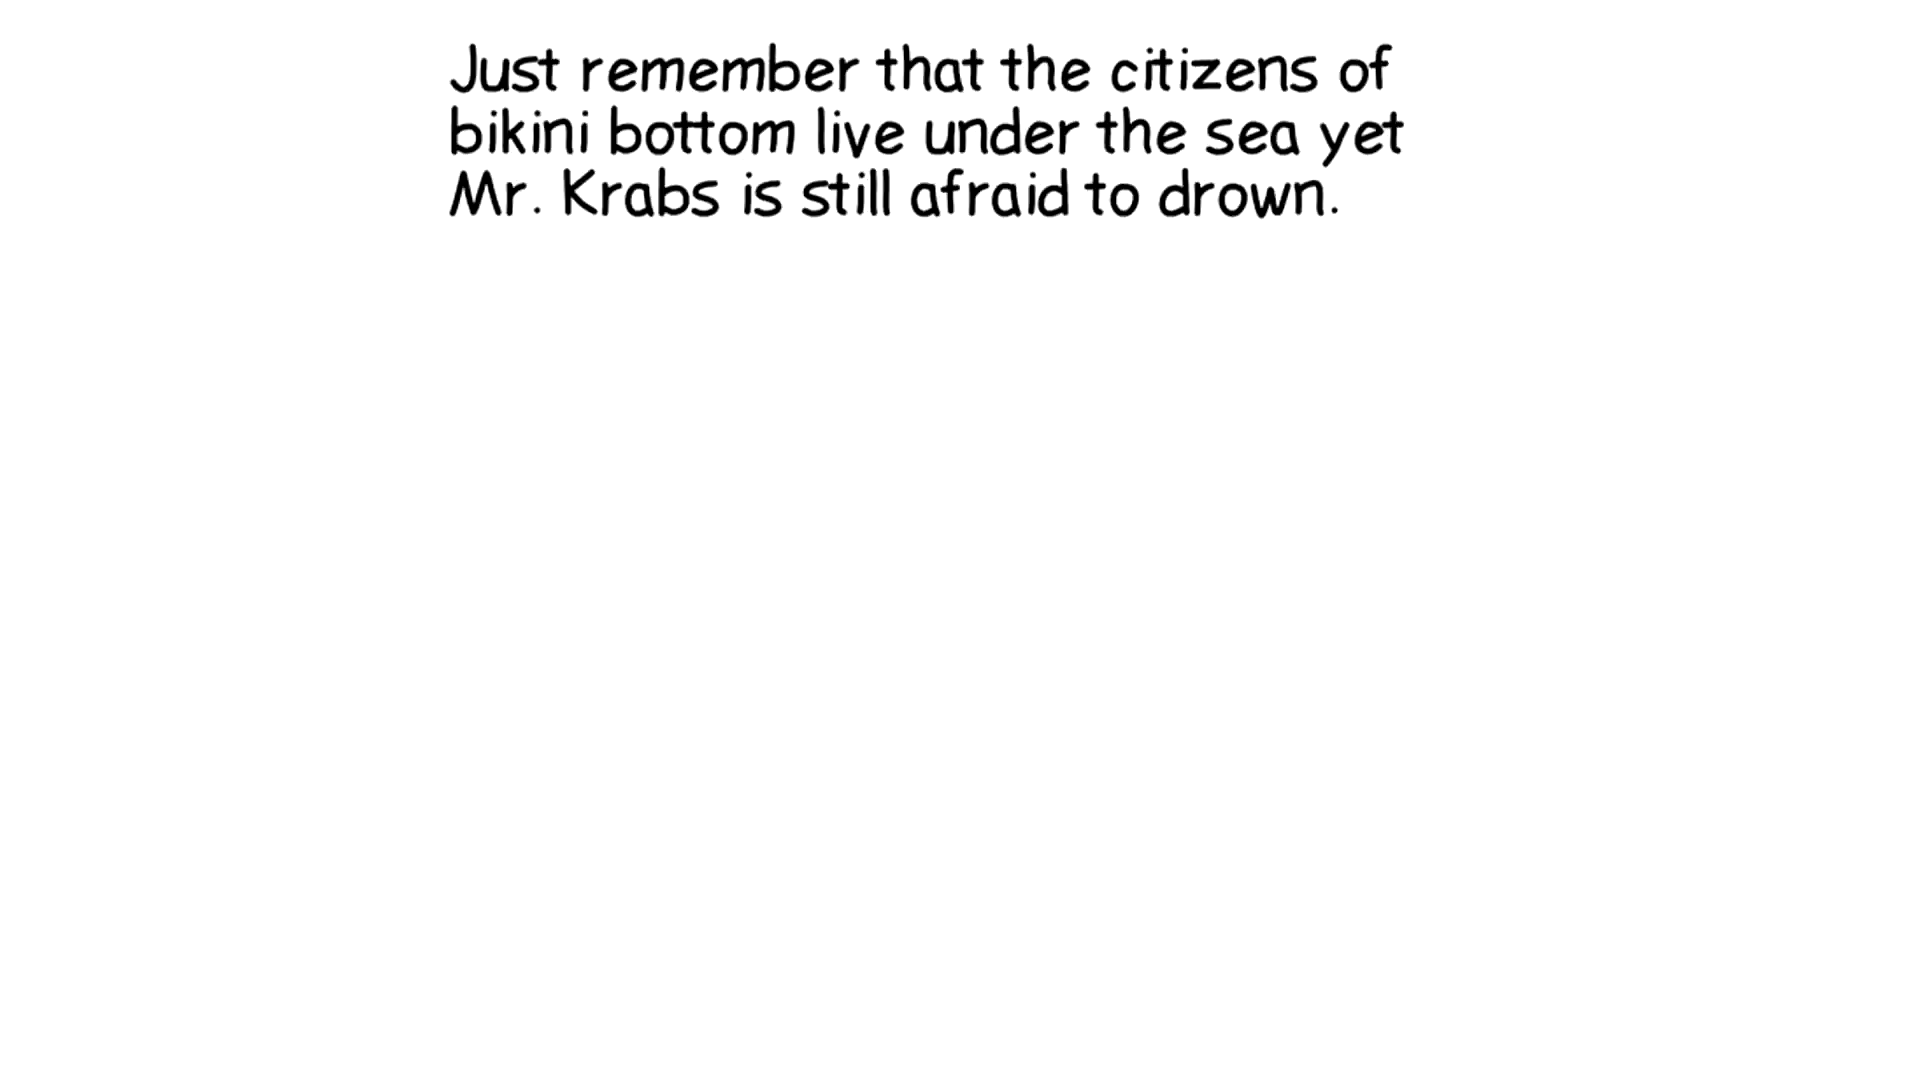 Just remember that the citizens of
bikini bottom live under the sea yet
Mr. Krabs is still afraid to drown.